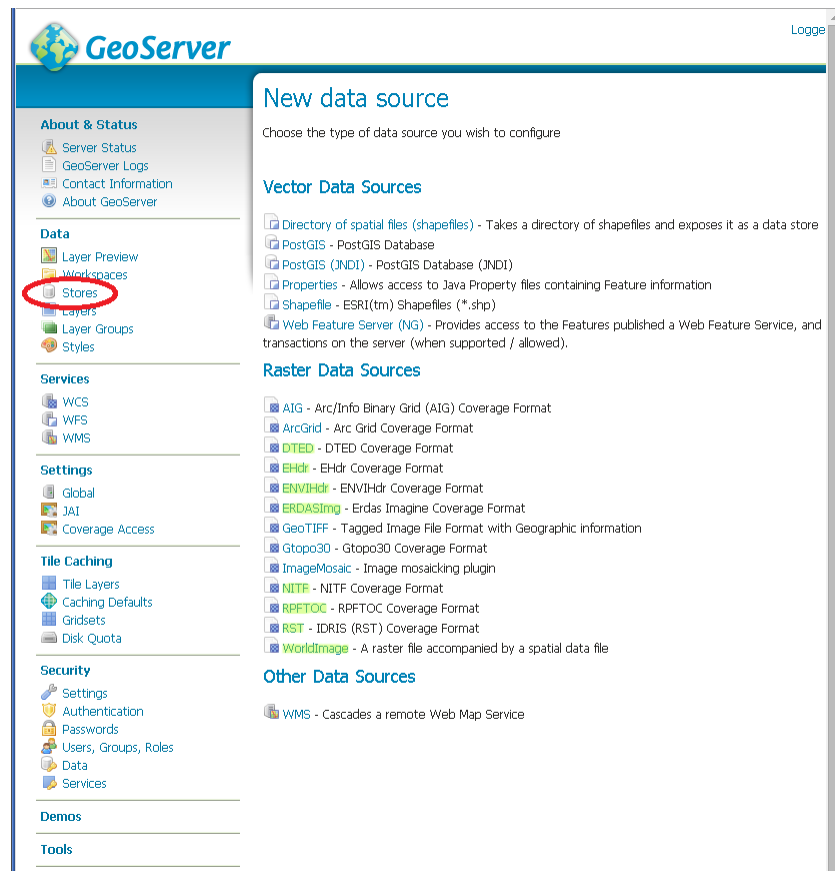 GeoServer
Logge
About & Status
Server Status
GeoServer Logs
Contact Information
About GeoServer
Data
Layer Preview
Workspaces
Stores
Layers
Layer Groups
Styles
Services
WCS
WFS
WMS
Settings
Global
JAI
Coverage Access
Tile Caching
Tile Layers
Caching Defaults
Gridsets
Disk Quota
Security
Settings
Authentication
Passwords
Users, Groups, Roles
Data
Services
Demos
Tools
New data source
Choose the type of data source you wish to configure
Vector Data Sources
Directory of spatial files (shapefiles) - Takes a directory of shapefiles and exposes it as a data store
PostGIS - PostGIS Database
PostGIS (JNDI) - PostGIS Database (JNDI)
Properties - Allows access to Java Property files containing Feature information
Shapefile - ESRI(tm) Shapefiles (*.shp)
Web Feature Server (NG) - Provides access to the Features published a Web Feature Service, and
transactions on the server (when supported / allowed).
Raster Data Sources
AIG - Arc/Info Binary Grid (AIG) Coverage Format
ArcGrid - Arc Grid Coverage Format
DTED - DTED Coverage Format
EHdr - EHdr Coverage Format
ENVIHdr - ENVIHdr Coverage Format
ERDASImg - Erdas Imagine Coverage Format
GeoTIFF - Tagged Image File Format with Geographic information
Gtopo30 - Gtopo30 Coverage Format
ImageMosaic - Image mosaicking plugin
NITF - NITF Coverage Format
RPFTOC - RPFTOC Coverage Format
RST - IDRIS (RST) Coverage Format
WorldImage - A raster file accompanied by a spatial data file
Other Data Sources
WMS - Cascades a remote Web Map Service